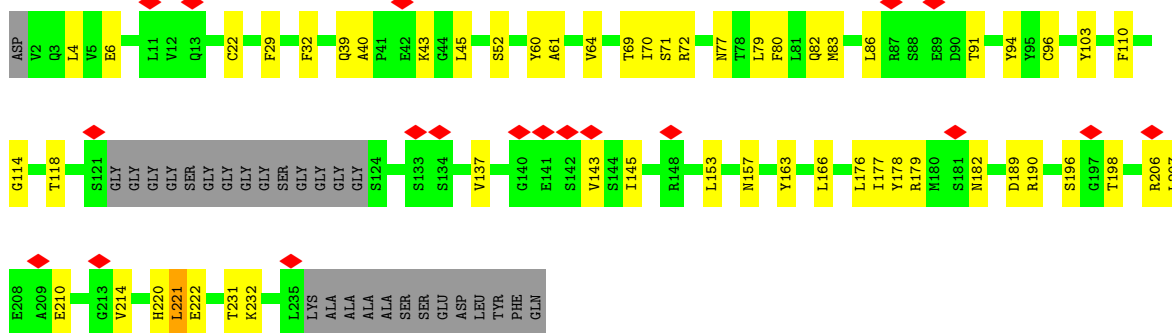 ASP V2 Q3 L4 V5 E6 L11 V12 Q13 C22 F29 F32 Q39 A40 P41 E42 K43 G44 L45 S52 Y60 A61 V64 T69 I70 S71 R72 N77 T78 L79 F80 L81 Q82 M83 L86 R87 S88 E89 D90 T91 Y94 Y95 C96 Y103 F110
G114 T118 S121 GLY GLY GLY GLY SER GLY GLY GLY GLY SER GLY GLY GLY GLY S124 S133 S134 V137 G140 E141 S142 V143 S144 I145 R148 L153 N157 Y163 L166 L176 I177 Y178 R179 M180 S181 N182 D189 R190 S196 G197 T198 R206
E208 A209 E210 G213 V214 H220 L221 E222 T231 K232 L235 LYS ALA ALA ALA ALA SER SER GLU ASP LEU TYR PHE GLN